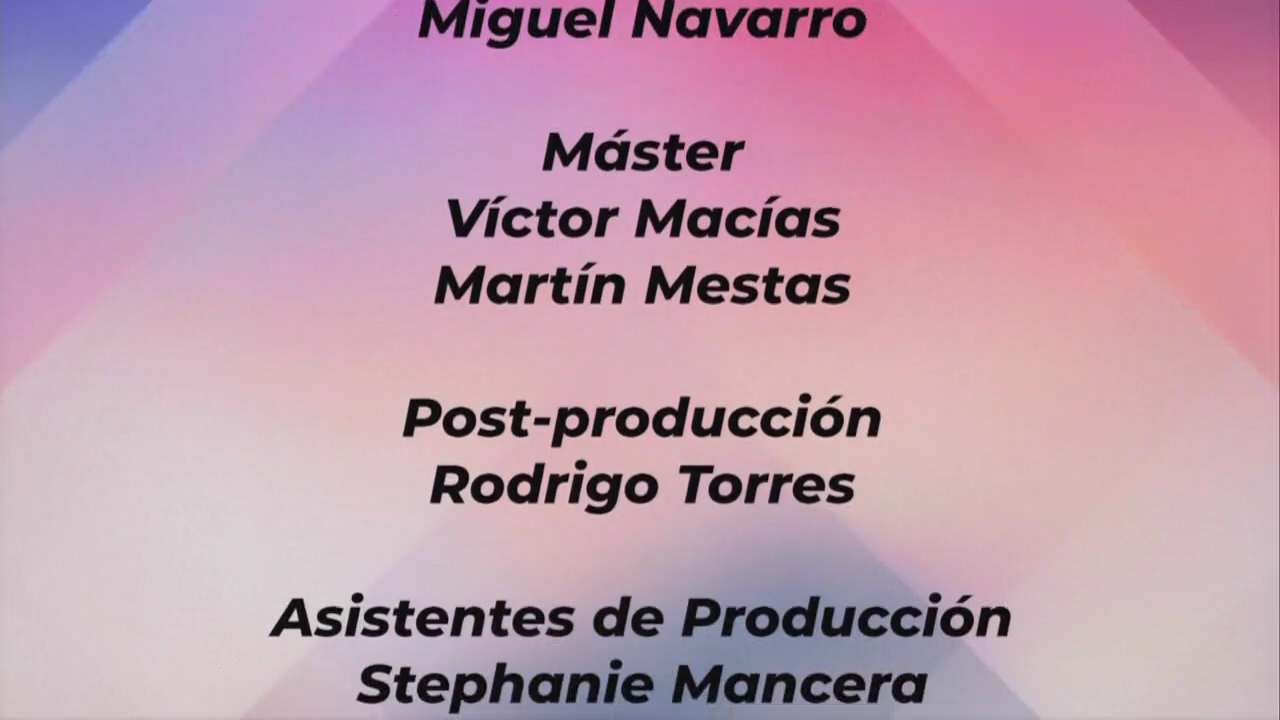 Miguel Navarro
Máster
Víctor Macías
Martín Mestas
Post-producción
Rodrigo Torres
Asistentes de Producción
Stephanie Mancera